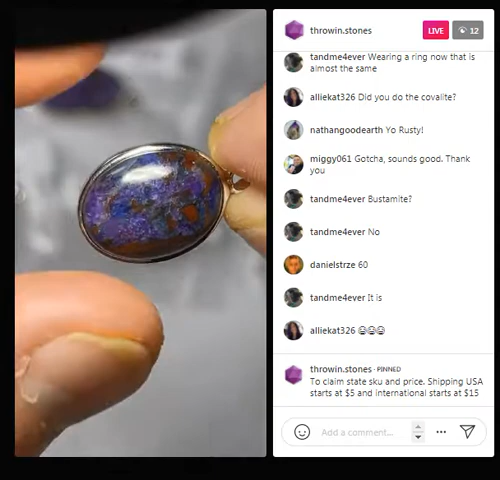 throwin.stones
LIVE
12
tandme4ever Wearing a ring now that is
almost the same
alliekat326 Did you do the covalite?
nathangoodearth Yo Rusty!
miggy061 Gotcha, sounds good. Thank
you
tandme4ever Bustamite?
tandme4ever No
danielstrze 60
tandme4ever It is
alliekat326 😂😂😂
throwin.stones · PINNED
To claim state sku and price. Shipping USA
starts at $5 and international starts at $15
Add a comment...